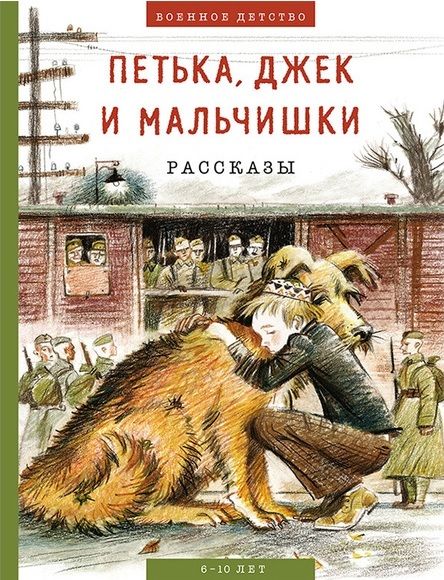 ВОЕННОЕ ДЕТСТВО
ПЕТЬКА, ДЖЕК
И МАЛЬЧИШКИ
РАССКАЗЫ
6–10 ЛЕТ